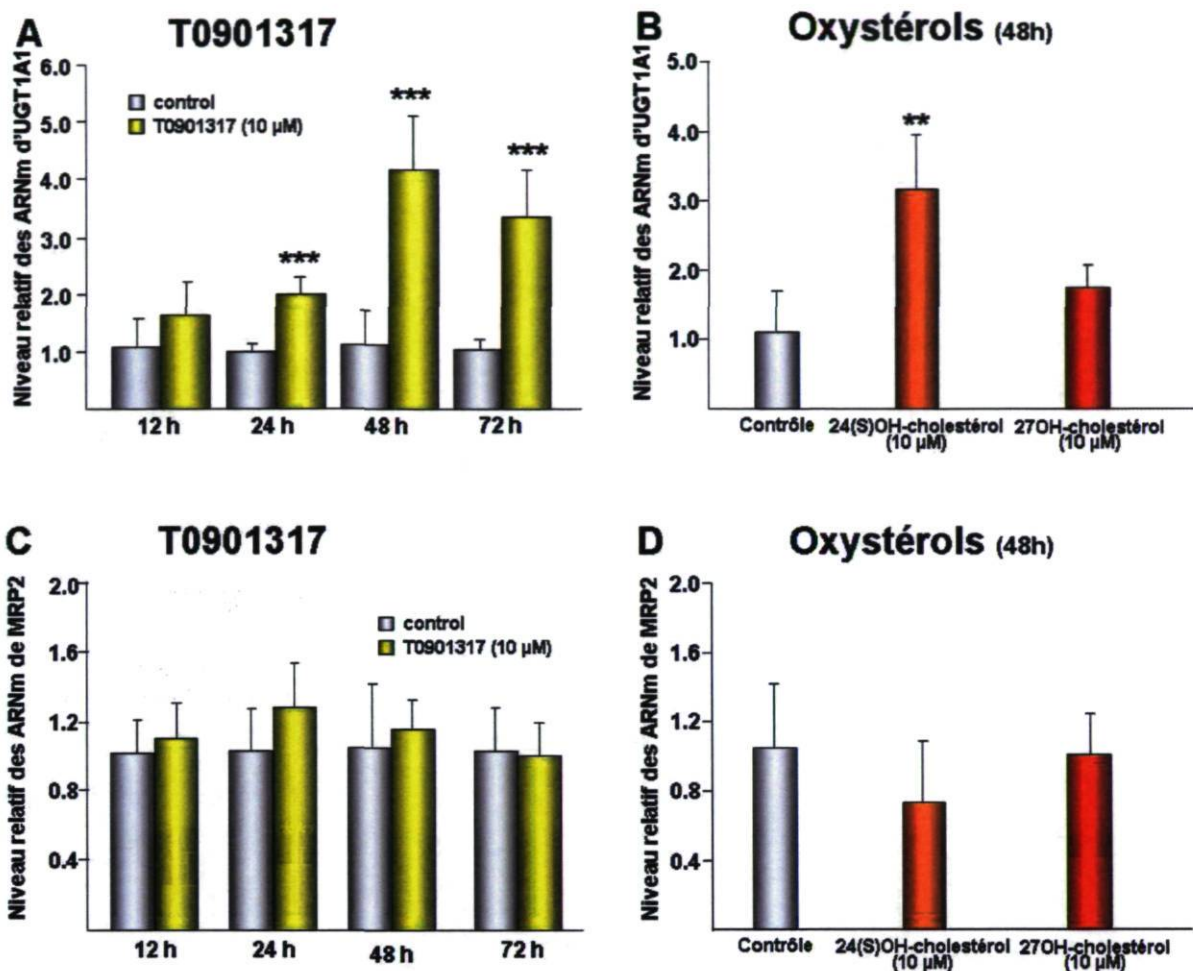 A T0901317
Niveau relatif des ARNm d'UGT1A1
6.0
5.0
4.0
3.0
2.0
1.0
control
T0901317 (10 µM)
***
***
***
12 h 24 h 48 h 72 h
B Oxystérols (48h)
Niveau relatif des ARNm d'UGT1A1
5.0
4.0
3.0
2.0
1.0
**
Contrôle 24(S)OH-cholestérol 27OH-cholestérol
(10 µM) (10 µM)
C T0901317
Niveau relatif des ARNm de MRP2
2.0
1.6
1.2
0.8
0.4
control
T0901317 (10 µM)
12 h 24 h 48 h 72 h
D Oxystérols (48h)
Niveau relatif des ARNm de MRP2
2.0
1.6
1.2
0.8
0.4
Contrôle 24(S)OH-cholestérol 27OH-cholestérol
(10 µM) (10 µM)